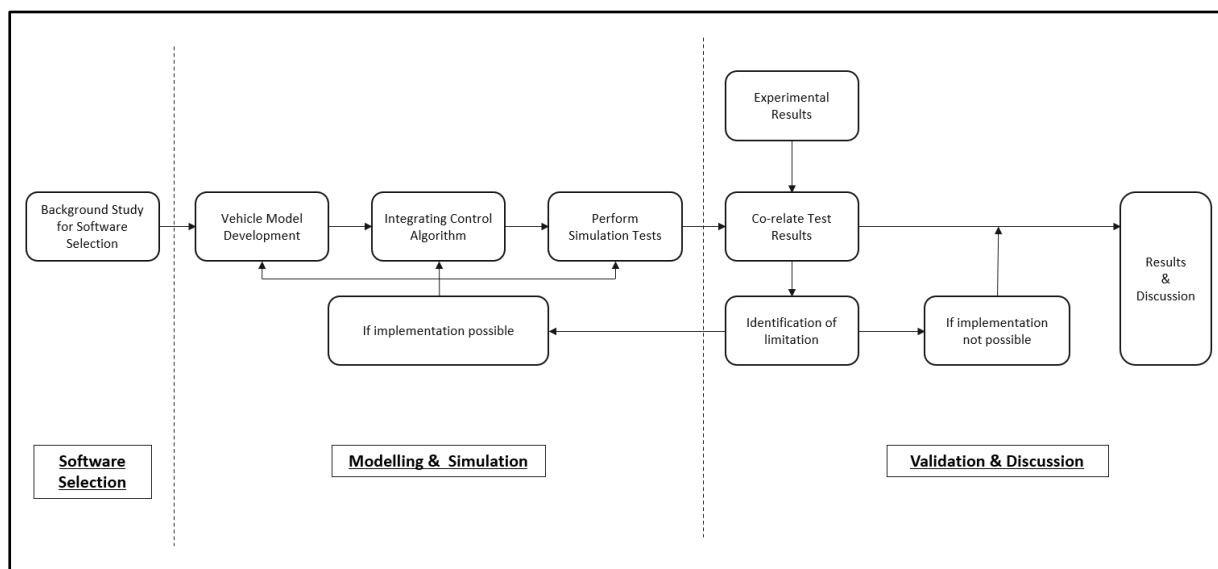 Experimental
Results
Background Study
for Software
Selection
Vehicle Model
Development
Integrating Control
Algorithm
Perform
Simulation Tests
Co-relate Test
Results
Results
&
Discussion
If implementation possible
Identification of
limitation
If implementation
not possible
Software
Selection
Modelling & Simulation
Validation & Discussion